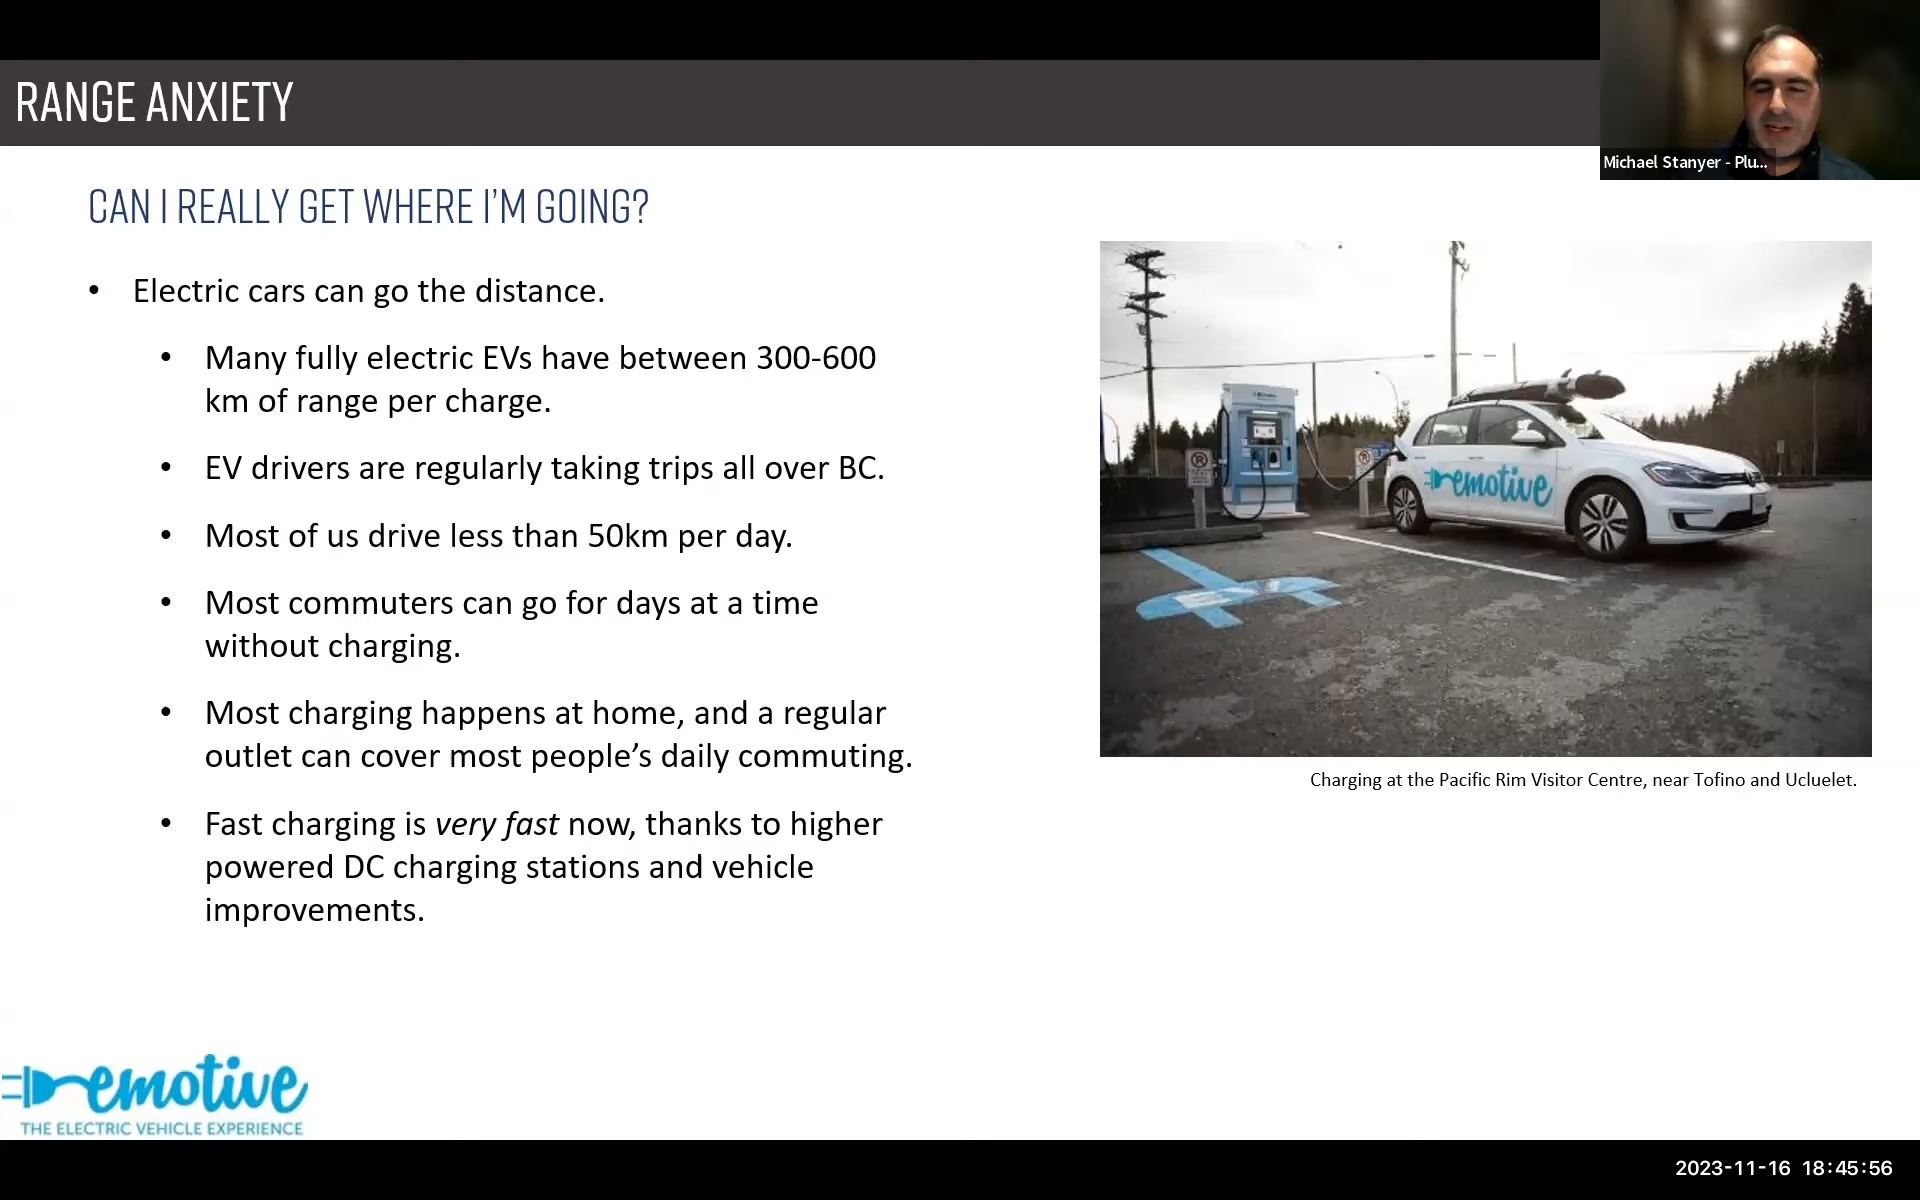 RANGE ANXIETY
Michael Stanyer - Plu...
CAN I REALLY GET WHERE I'M GOING?
• Electric cars can go the distance.
• Many fully electric EVs have between 300-600
km of range per charge.
• EV drivers are regularly taking trips all over BC.
• Most of us drive less than 50km per day.
• Most commuters can go for days at a time
without charging.
• Most charging happens at home, and a regular
outlet can cover most people’s daily commuting.
• Fast charging is very fast now, thanks to higher
powered DC charging stations and vehicle
improvements.
emotive
Charging at the Pacific Rim Visitor Centre, near Tofino and Ucluelet.
emotive
THE ELECTRIC VEHICLE EXPERIENCE
2023-11-16 18:45:56